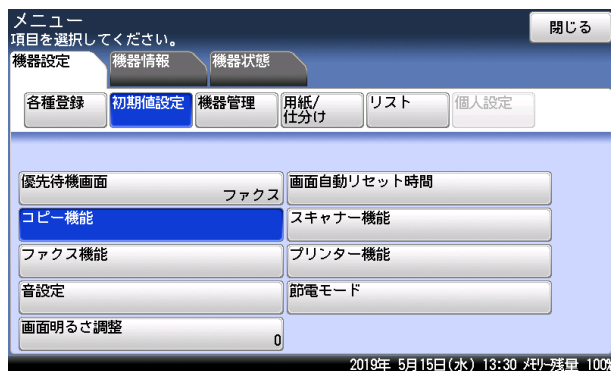 メニュー
項目を選択してください。
閉じる
機器設定
機器情報
機器状態
各種登録
初期値設定
機器管理
用紙/
仕分け
リスト
個人設定
優先待機画面
ファクス
画面自動リセット時間
コピー機能
スキャナー機能
ファクス機能
プリンター機能
音設定
節電モード
画面明るさ調整
0
2019年 5月15日(水) 13:30 メモリー残量 100%